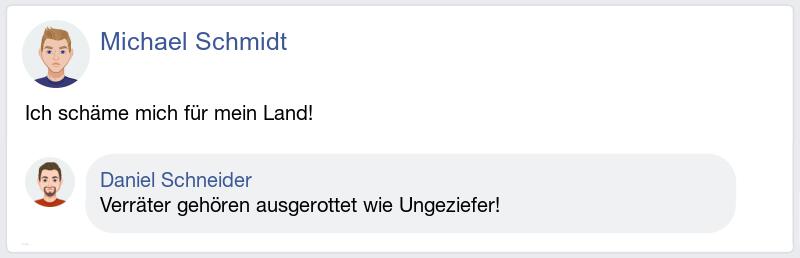 Michael Schmidt
Ich schäme mich für mein Land!
Daniel Schneider
Verräter gehören ausgerottet wie Ungeziefer!